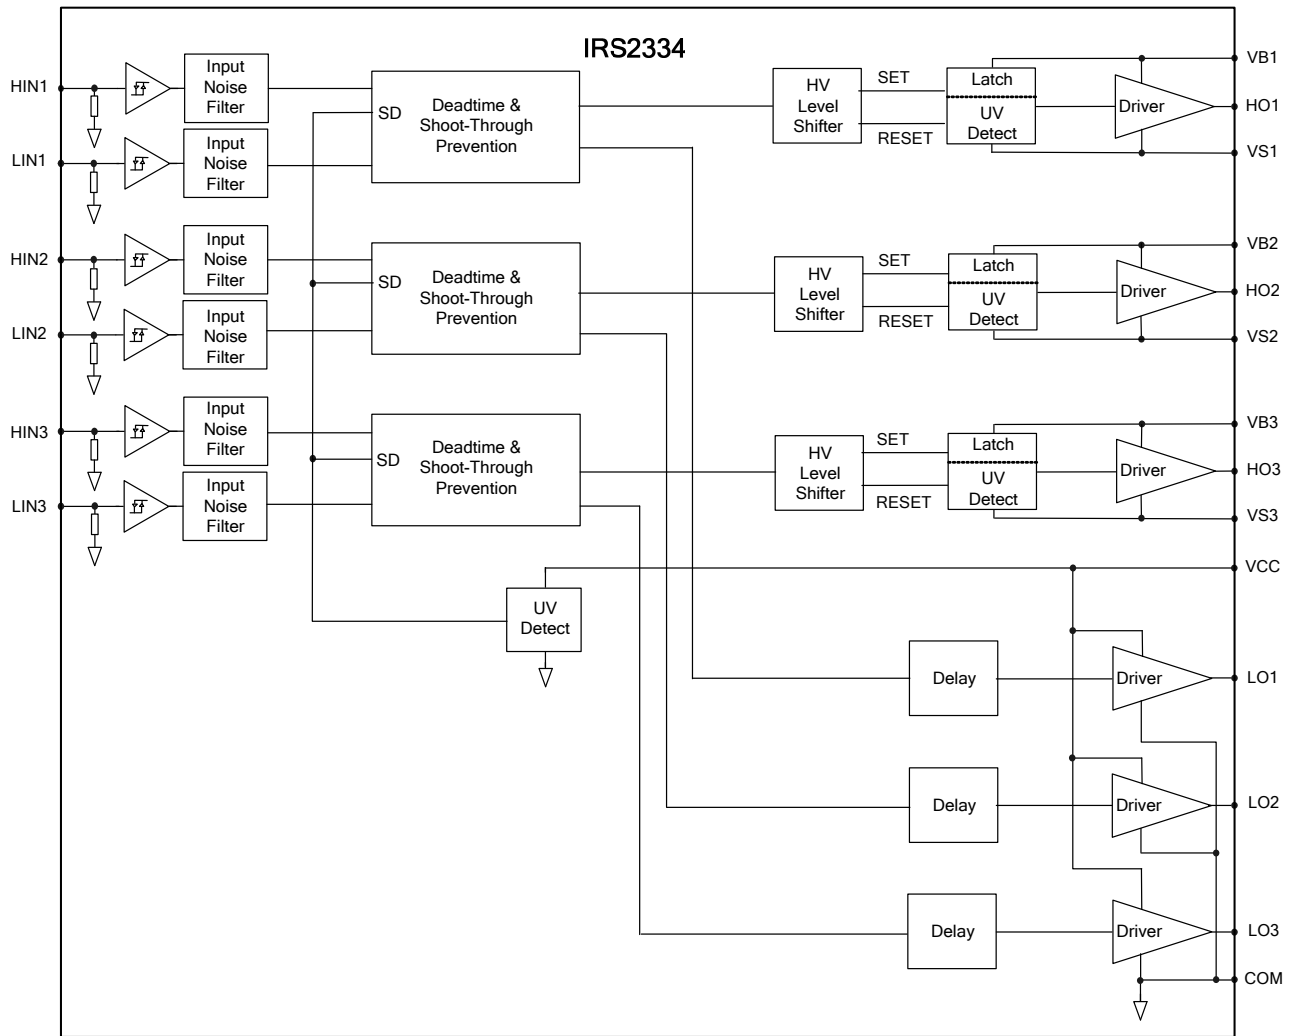 IRS2334
HIN1
Input
Noise
Filter
SD
Deadtime &
Shoot-Through
Prevention
HV
Level
Shifter
SET
RESET
Latch
UV
Detect
Driver
VB1
HO1
VS1
LIN1
Input
Noise
Filter
HIN2
Input
Noise
Filter
SD
Deadtime &
Shoot-Through
Prevention
HV
Level
Shifter
SET
RESET
Latch
UV
Detect
Driver
VB2
HO2
VS2
LIN2
Input
Noise
Filter
HIN3
Input
Noise
Filter
SD
Deadtime &
Shoot-Through
Prevention
HV
Level
Shifter
SET
RESET
Latch
UV
Detect
Driver
VB3
HO3
VS3
LIN3
Input
Noise
Filter
VCC
UV
Detect
Delay
Driver
LO1
Delay
Driver
LO2
Delay
Driver
LO3
COM